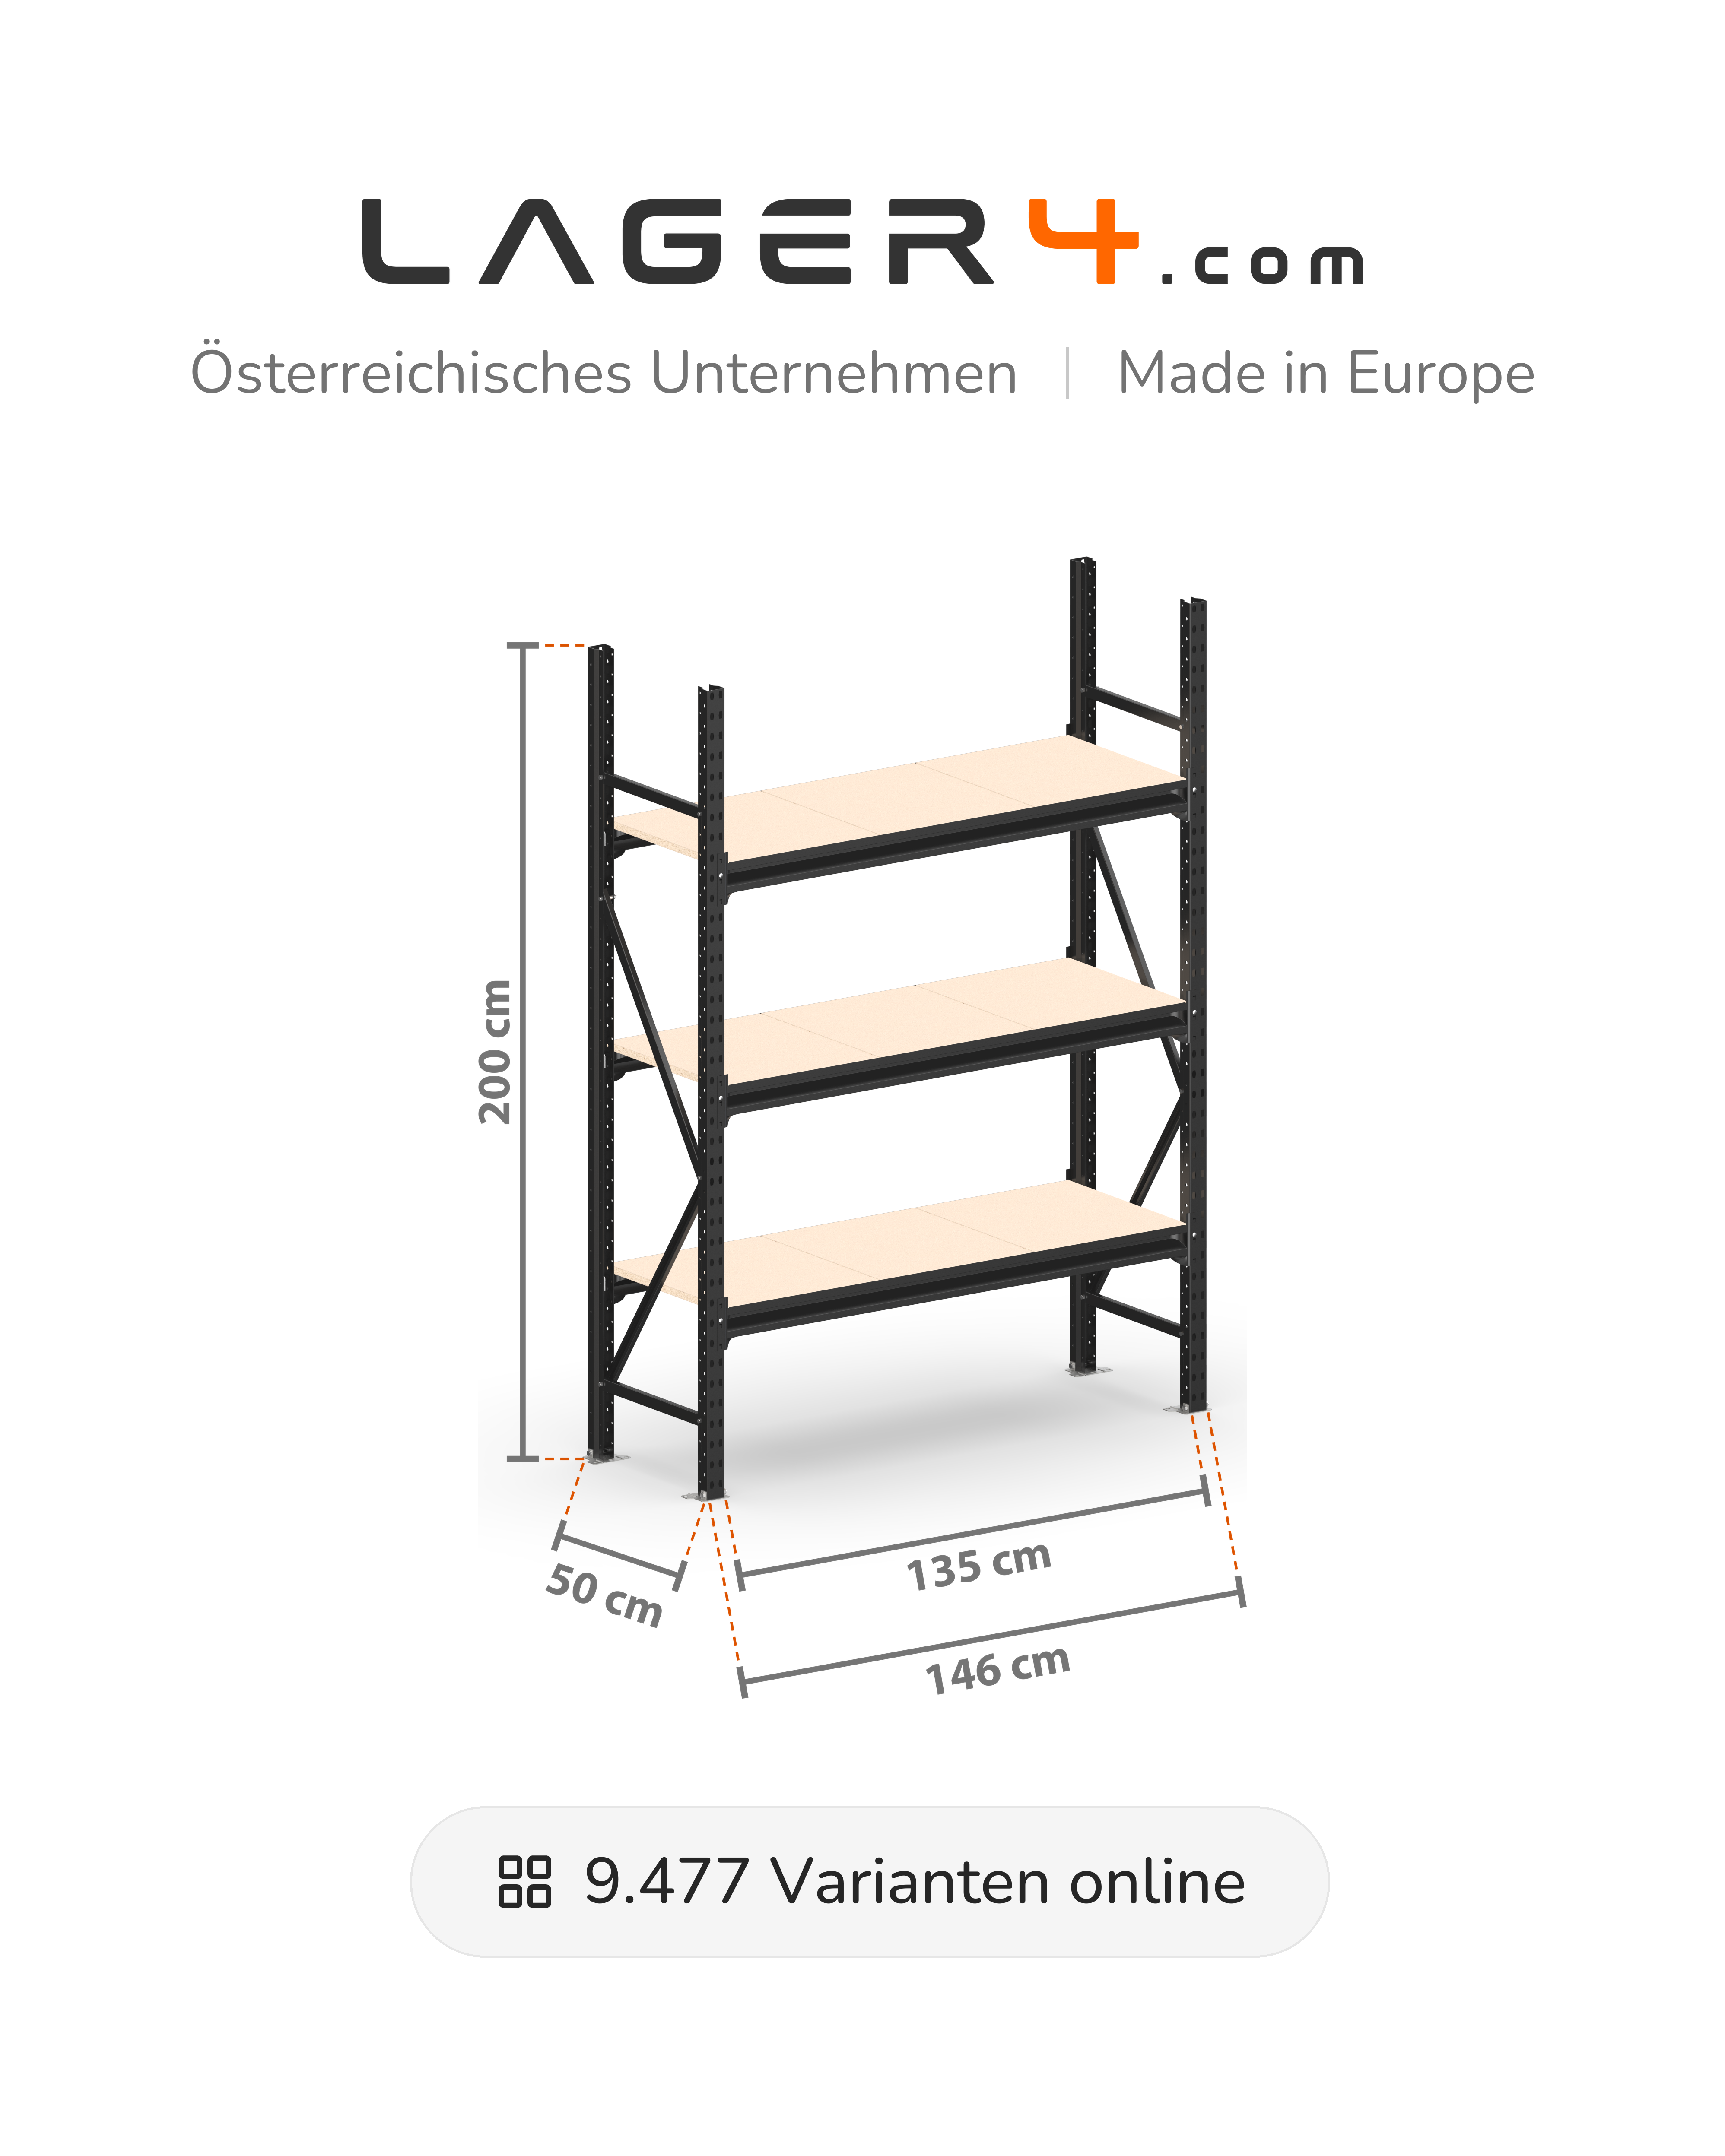 LAGER4.com
Österreichisches Unternehmen | Made in Europe
200 cm
50 cm
135 cm
146 cm
9.477 Varianten online